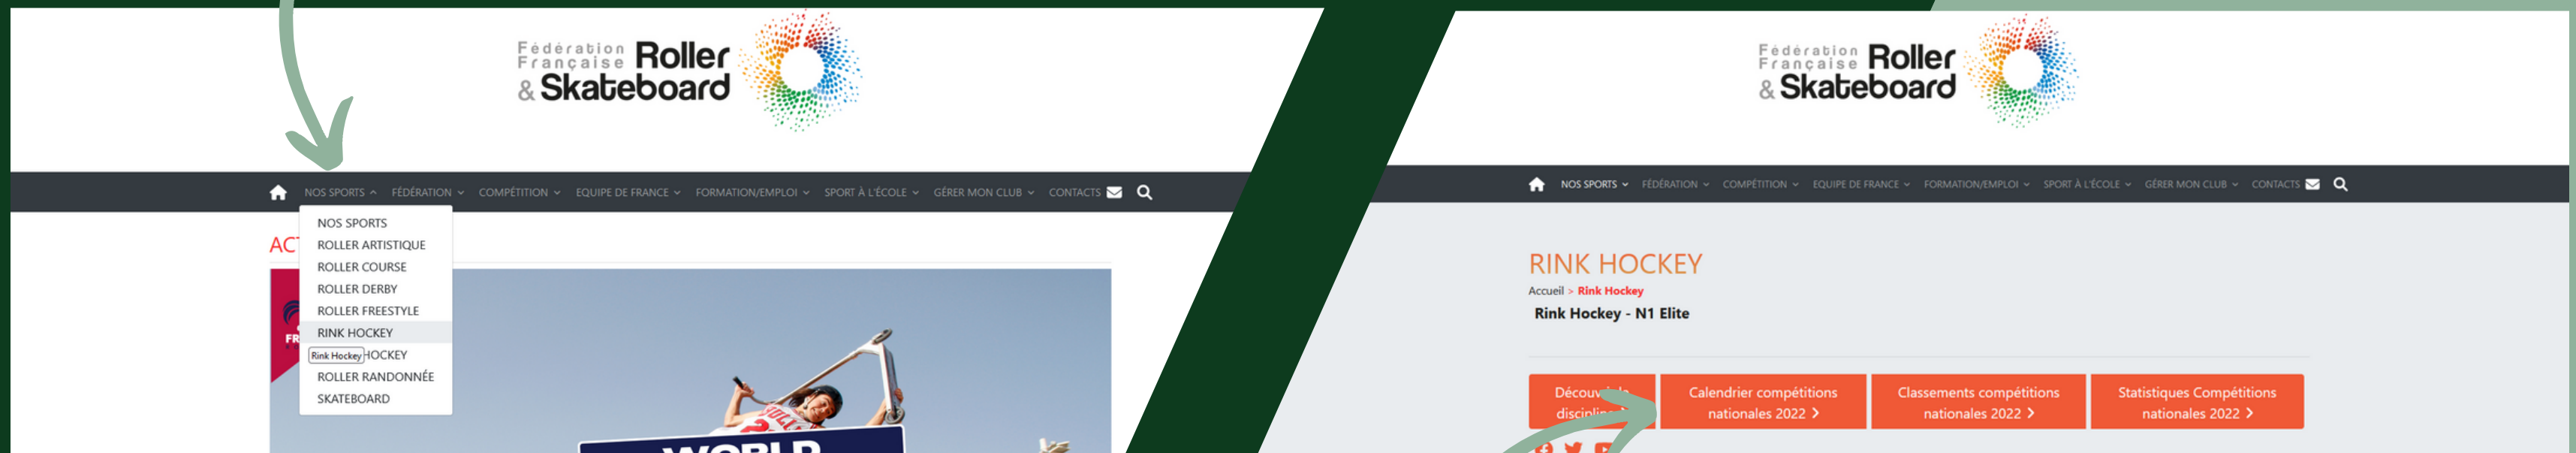 Fédération
Française Roller
& Skateboard
NOS SPORTS FÉDÉRATION COMPÉTITION EQUIPE DE FRANCE FORMATION/EMPLOI SPORT À L'ÉCOLE GÉRER MON CLUB CONTACTS
NOS SPORTS
ROLLER ARTISTIQUE
ROLLER COURSE
ROLLER DERBY
ROLLER FREESTYLE
RINK HOCKEY
Rink Hockey HOCKEY
ROLLER RANDONNÉE
SKATEBOARD
AC
FR
WORLD
Fédération
Française Roller
& Skateboard
NOS SPORTS FÉDÉRATION COMPÉTITION EQUIPE DE FRANCE FORMATION/EMPLOI SPORT À L'ÉCOLE GÉRER MON CLUB CONTACTS
RINK HOCKEY
Accueil > Rink Hockey
Rink Hockey - N1 Elite
Calendrier compétitions
nationales 2022 >
Classements compétitions
nationales 2022 >
Statistiques Compétitions
nationales 2022 >